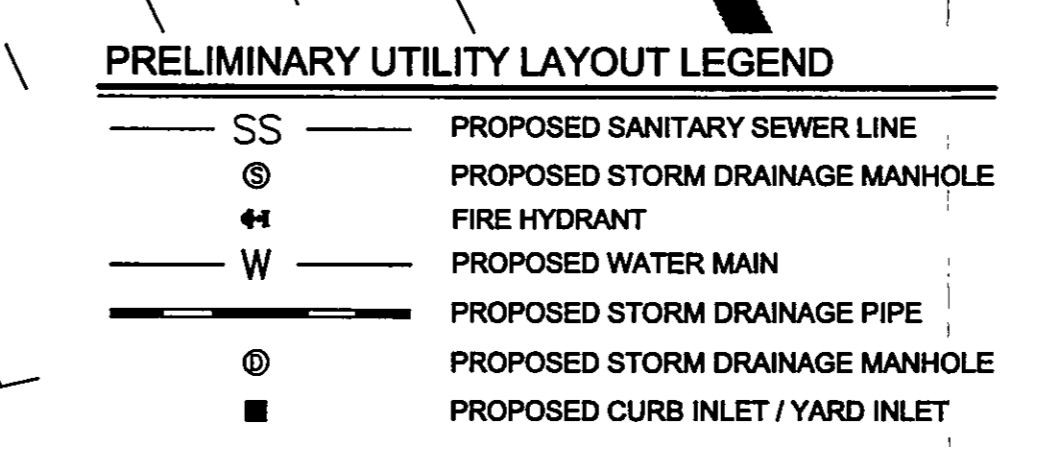 PRELIMINARY UTILITY LAYOUT LEGEND
SS PROPOSED SANITARY SEWER LINE
S PROPOSED STORM DRAINAGE MANHOLE
FIRE HYDRANT
W PROPOSED WATER MAIN
PROPOSED STORM DRAINAGE PIPE
D PROPOSED STORM DRAINAGE MANHOLE
PROPOSED CURB INLET / YARD INLET